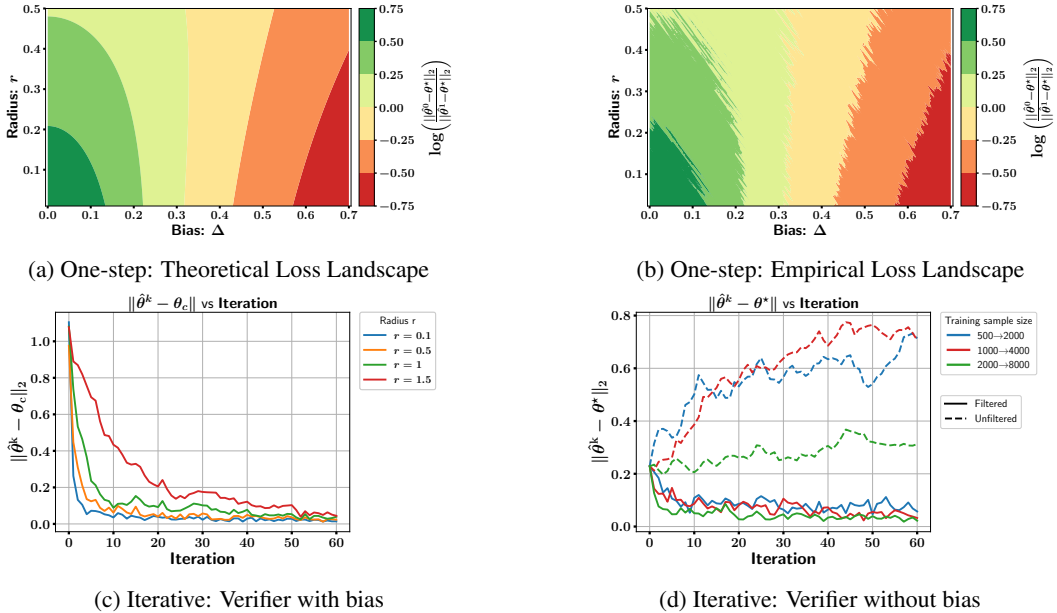 0.5
0.4
0.3
0.2
0.1
Radius: r
0.0 0.1 0.2 0.3 0.4 0.5 0.6 0.7
Bias: Δ
0.75
0.50
0.25
0.00
−0.25
−0.50
−0.75
log(||θ̂⁰−θ⋆||₂ / ||θ̂¹−θ⋆||₂)
(a) One-step: Theoretical Loss Landscape
0.5
0.4
0.3
0.2
0.1
Radius: r
0.0 0.1 0.2 0.3 0.4 0.5 0.6 0.7
Bias: Δ
0.75
0.50
0.25
0.00
−0.25
−0.50
−0.75
log(||θ̂⁰−θ⋆||₂ / ||θ̂¹−θ⋆||₂)
(b) One-step: Empirical Loss Landscape
||θ̂ᵏ − θ_c|| vs Iteration
1.0
0.8
0.6
0.4
0.2
0.0
||θ̂ᵏ − θ_c||₂
0 10 20 30 40 50 60
Iteration
Radius r
r = 0.1
r = 0.5
r = 1
r = 1.5
(c) Iterative: Verifier with bias
||θ̂ᵏ − θ⋆|| vs Iteration
0.8
0.6
0.4
0.2
0.0
||θ̂ᵏ − θ⋆||₂
0 10 20 30 40 50 60
Iteration
Training sample size
500→2000
1000→4000
2000→8000
Filtered
Unfiltered
(d) Iterative: Verifier without bias